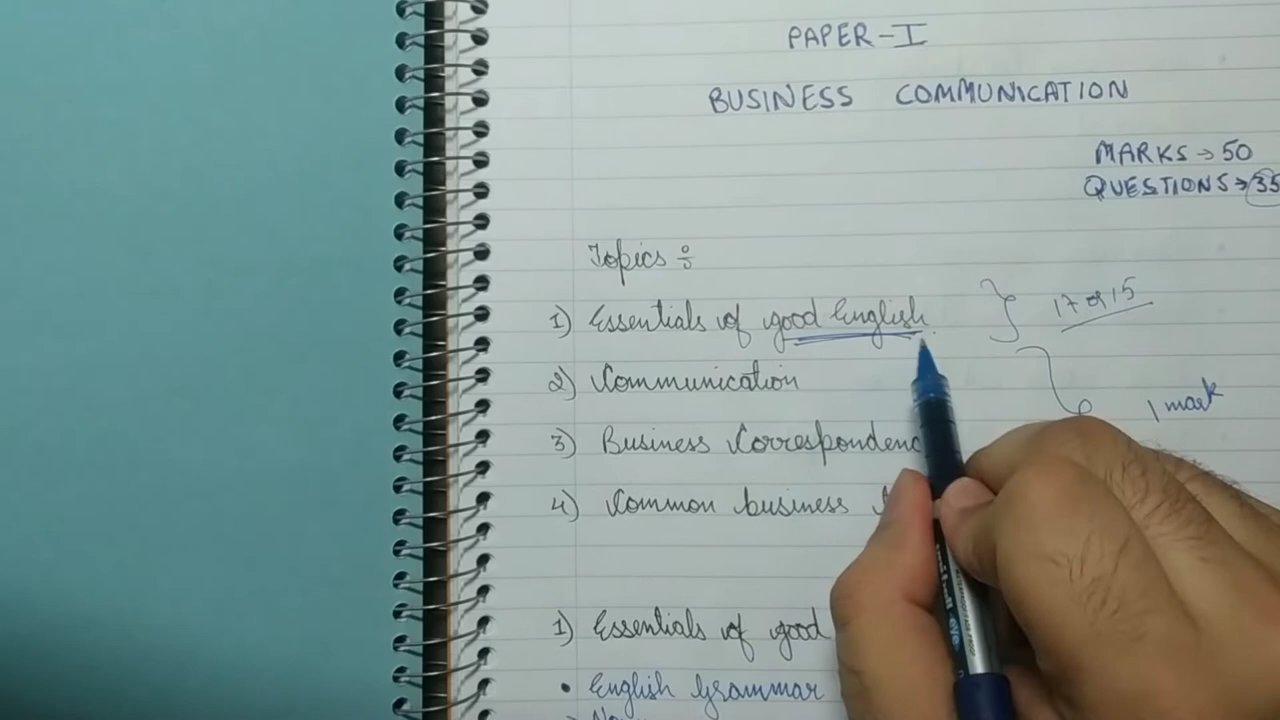 PAPER-I
BUSINESS COMMUNICATION
MARKS → 50
QUESTIONS → 35
Topics :
1) Essentials of good English } 17 or 15
2) Communication
1 mark
3) Business Correspondenc
4) Common business
1) Essentials of good
• English Grammar